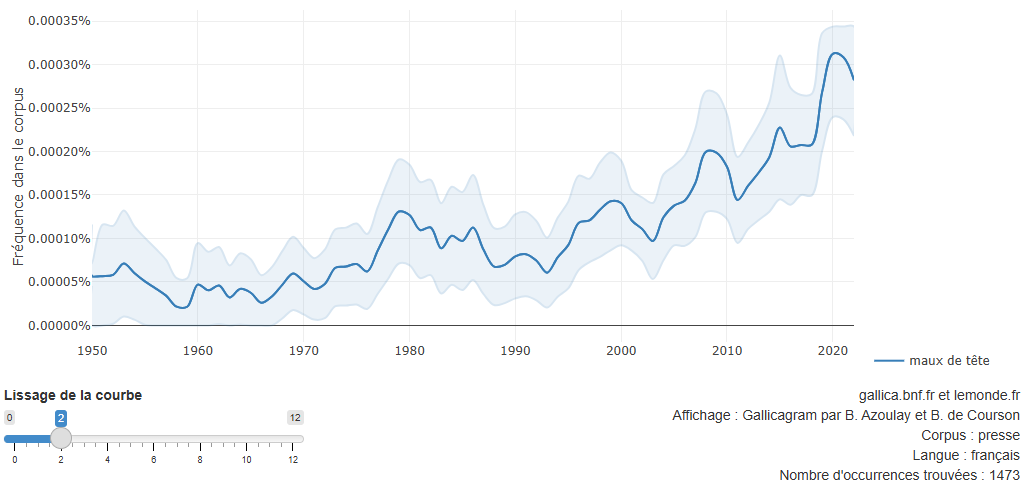 0.00035%
0.00030%
0.00025%
0.00020%
0.00015%
0.00010%
0.00005%
0.00000%
Fréquence dans le corpus
1950 1960 1970 1980 1990 2000 2010 2020
maux de tête
Lissage de la courbe
0 2 12
0 2 4 6 8 10 12
gallica.bnf.fr et lemonde.fr
Affichage : Gallicagram par B. Azoulay et B. de Courson
Corpus : presse
Langue : français
Nombre d'occurrences trouvées : 1473